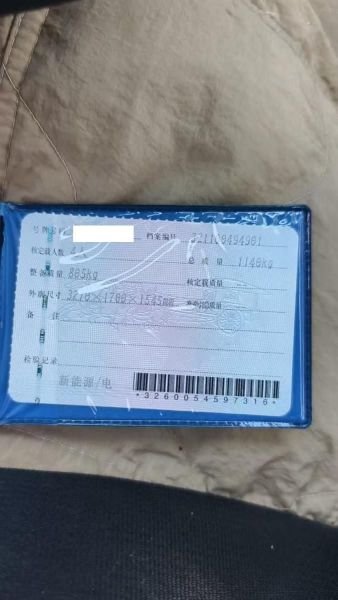 号牌号码 档案编号 321109494981
核定载人数 4人 总质量 1140kg
整备质量 885kg 核定载质量
外廓尺寸 3270×1700×1545mm 准牵引总质量
备注
检验记录
新能源/电
*3260054597316*